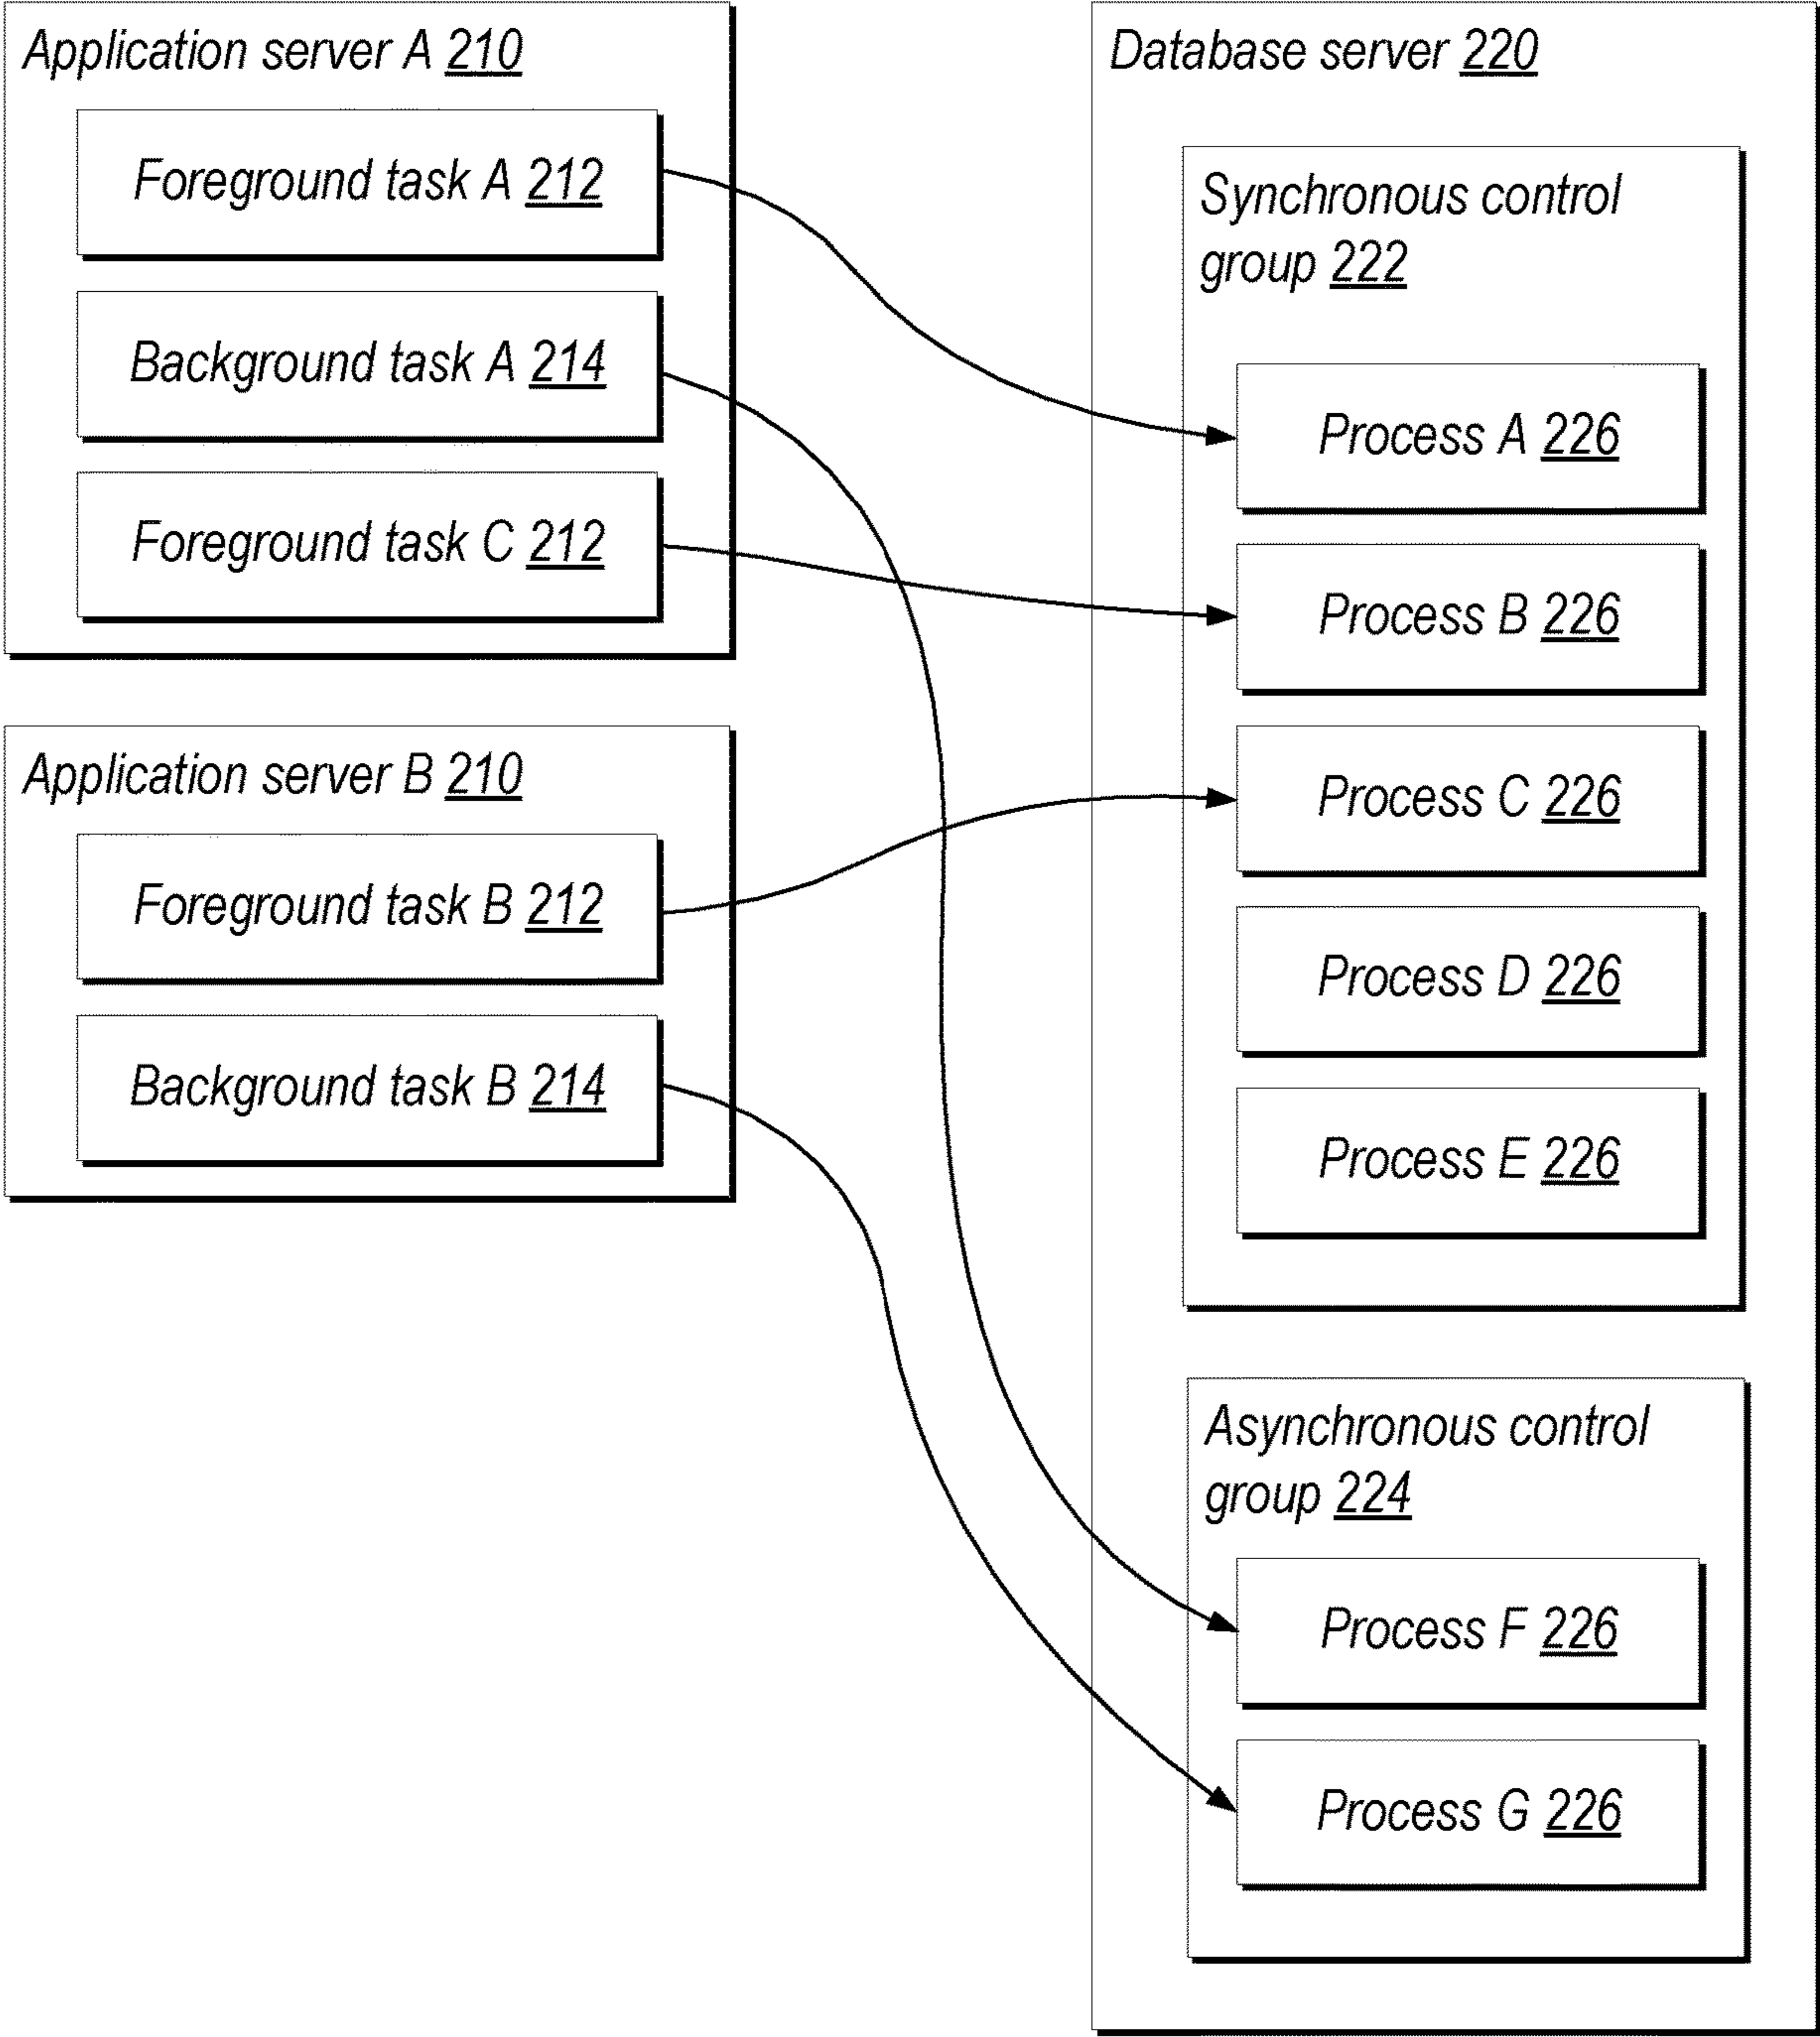 Application server A 210
Foreground task A 212
Background task A 214
Foreground task C 212
Application server B 210
Foreground task B 212
Background task B 214
Database server 220
Synchronous control
group 222
Process A 226
Process B 226
Process C 226
Process D 226
Process E 226
Asynchronous control
group 224
Process F 226
Process G 226